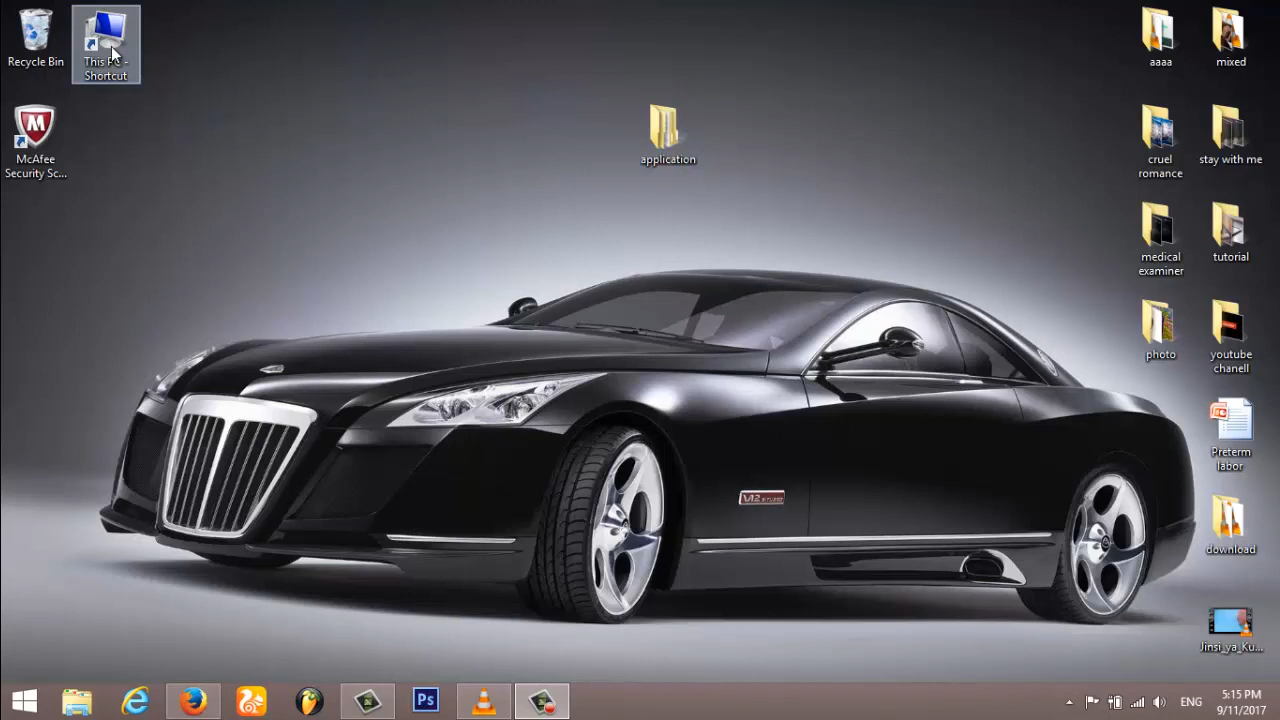 Recycle Bin
This PC -
Shortcut
McAfee
Security Sc...
application
aaaa
mixed
cruel
romance
stay with me
medical
examiner
tutorial
photo
youtube
chanell
Preterm
labor
download
Jinsi_ya_Ku...
V12
Ps
ENG
5:15 PM
9/11/2017